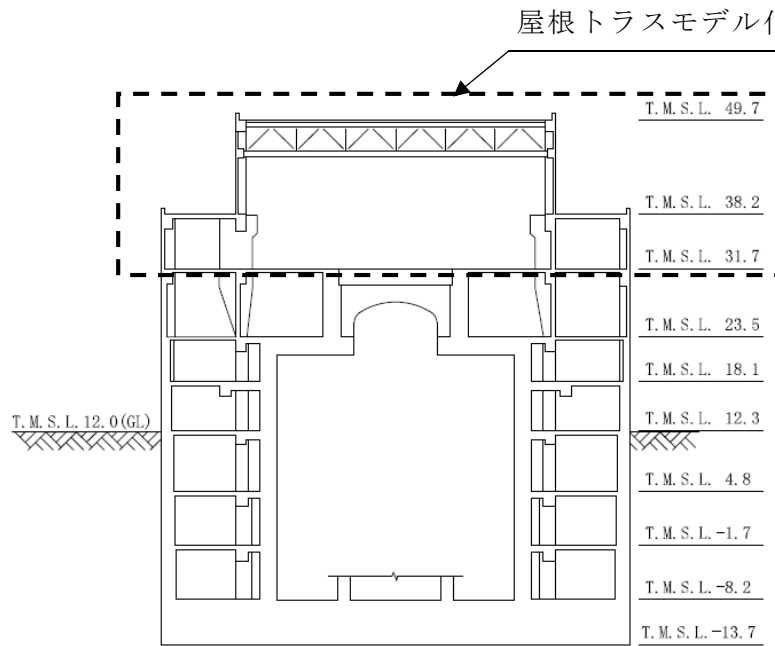 屋根トラスモデル
T.M.S.L. 49.7
T.M.S.L. 38.2
T.M.S.L. 31.7
T.M.S.L. 23.5
T.M.S.L. 18.1
T.M.S.L.12.0(GL)
T.M.S.L. 12.3
T.M.S.L. 4.8
T.M.S.L.-1.7
T.M.S.L.-8.2
T.M.S.L.-13.7